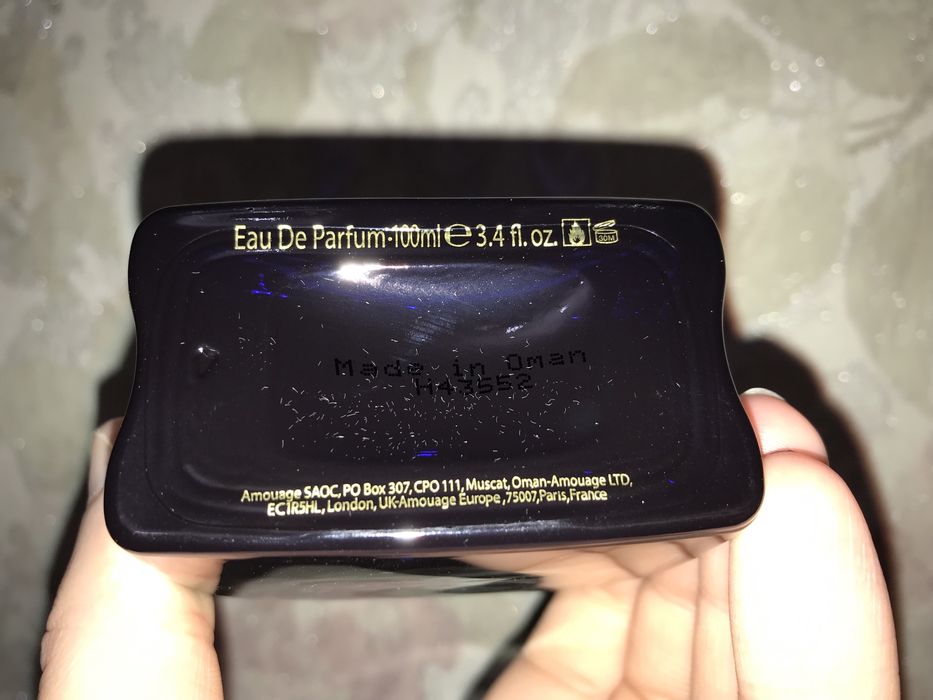 Eau De Parfum·100ml ℮ 3.4 fl. oz.
30M
Made in Oman
H43552
Amouage SAOC, PO Box 307, CPO 111, Muscat, Oman-Amouage LTD,
EC1R5HL, London, UK-Amouage Europe ,75007,Paris,France